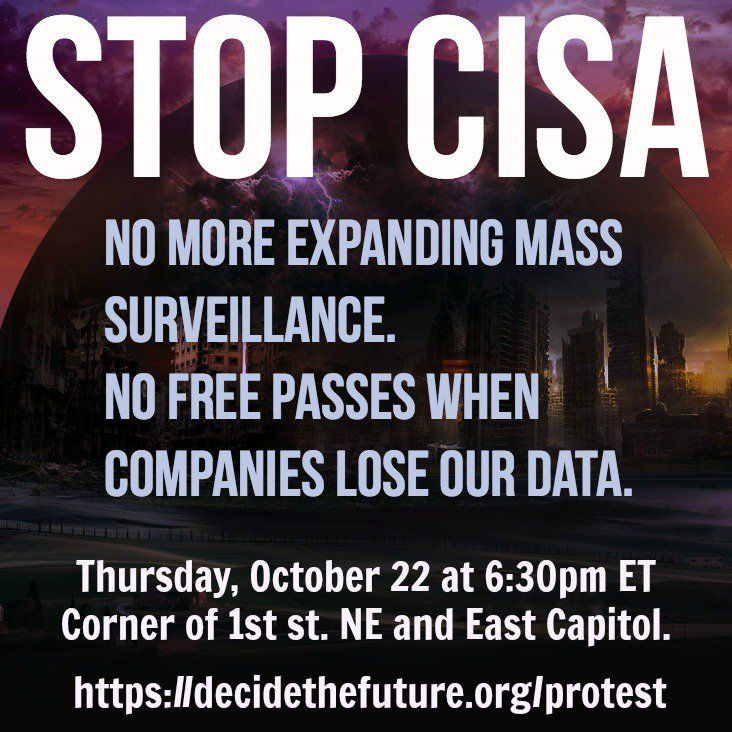 STOP CISA
NO MORE EXPANDING MASS
SURVEILLANCE.
NO FREE PASSES WHEN
COMPANIES LOSE OUR DATA.
Thursday, October 22 at 6:30pm ET
Corner of 1st st. NE and East Capitol.
https://decidethefuture.org/protest